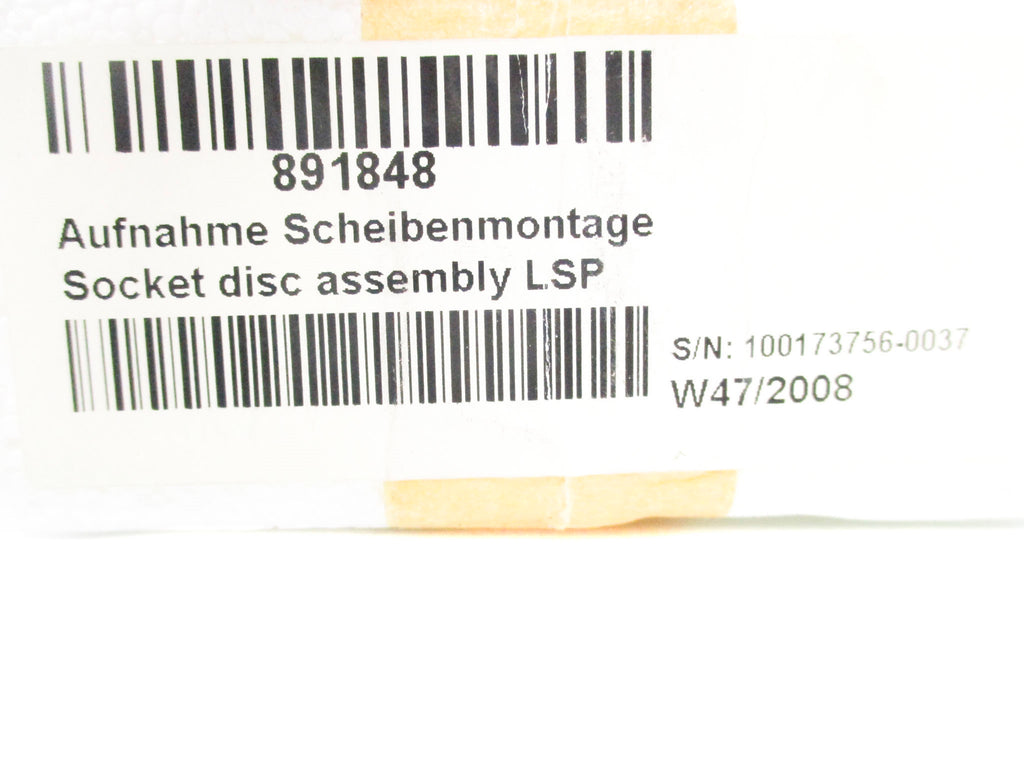 891848
Aufnahme Scheibenmontage
Socket disc assembly LSP
S/N: 100173756-0037
W47/2008